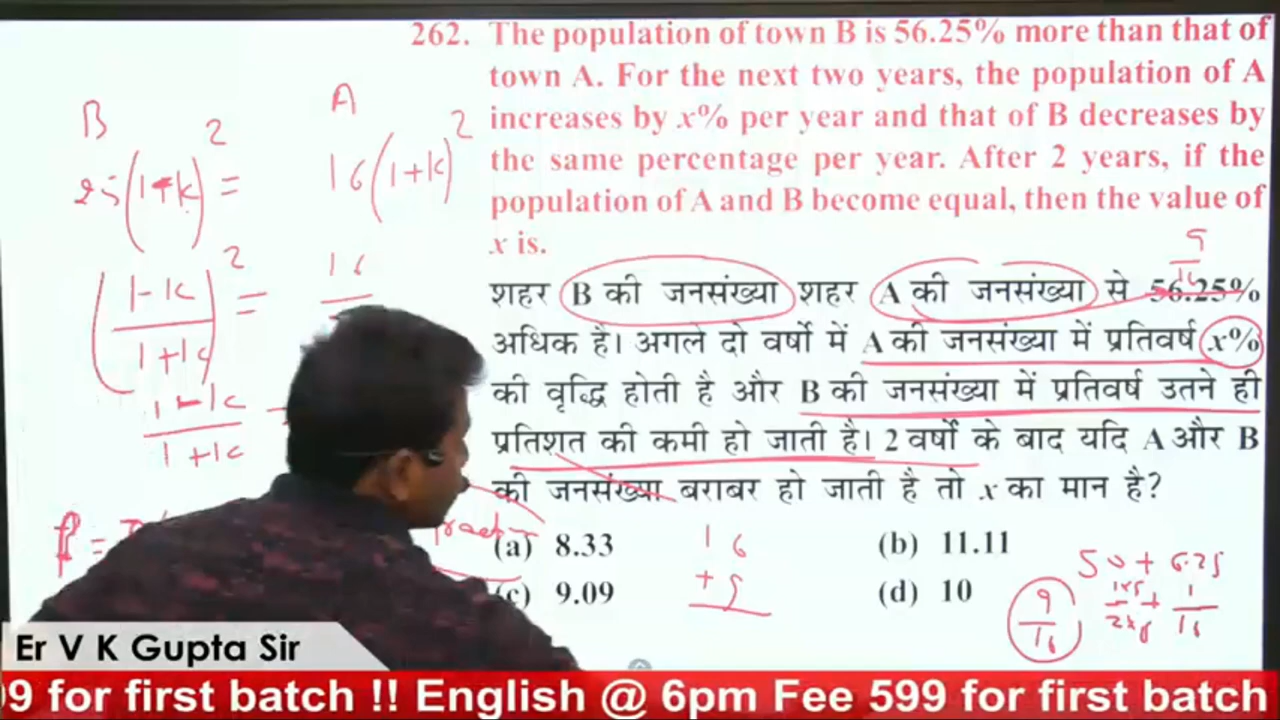 262. The population of town B is 56.25% more than that of
town A. For the next two years, the population of A
increases by x% per year and that of B decreases by
the same percentage per year. After 2 years, if the
population of A and B become equal, then the value of
x is.
शहर B की जनसंख्या शहर A की जनसंख्या से 56.25%
अधिक है। अगले दो वर्षो में A की जनसंख्या में प्रतिवर्ष x%
की वृद्धि होती है और B की जनसंख्या में प्रतिवर्ष उतने ही
प्रतिशत की कमी हो जाती है। 2 वर्षों के बाद यदि A और B
की जनसंख्या बराबर हो जाती है तो x का मान है?
(a) 8.33 (b) 11.11
(c) 9.09 (d) 10
B A
25(1-k)² = 16(1+k)²
(1-k
1+k)² = 16
1-k
1+k
9
16
16
+9
50+6.25
9
16
1
16
Er V K Gupta Sir
99 for first batch !! English @ 6pm Fee 599 for first batch